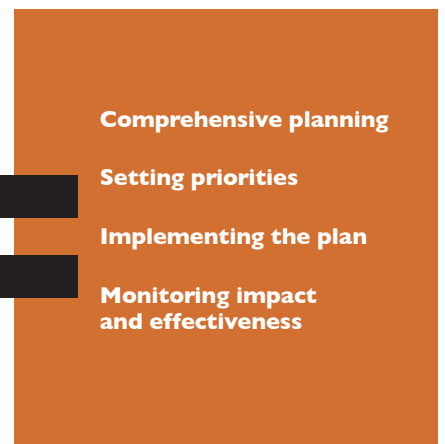 Comprehensive planning
Setting priorities
Implementing the plan
Monitoring impact
and effectiveness